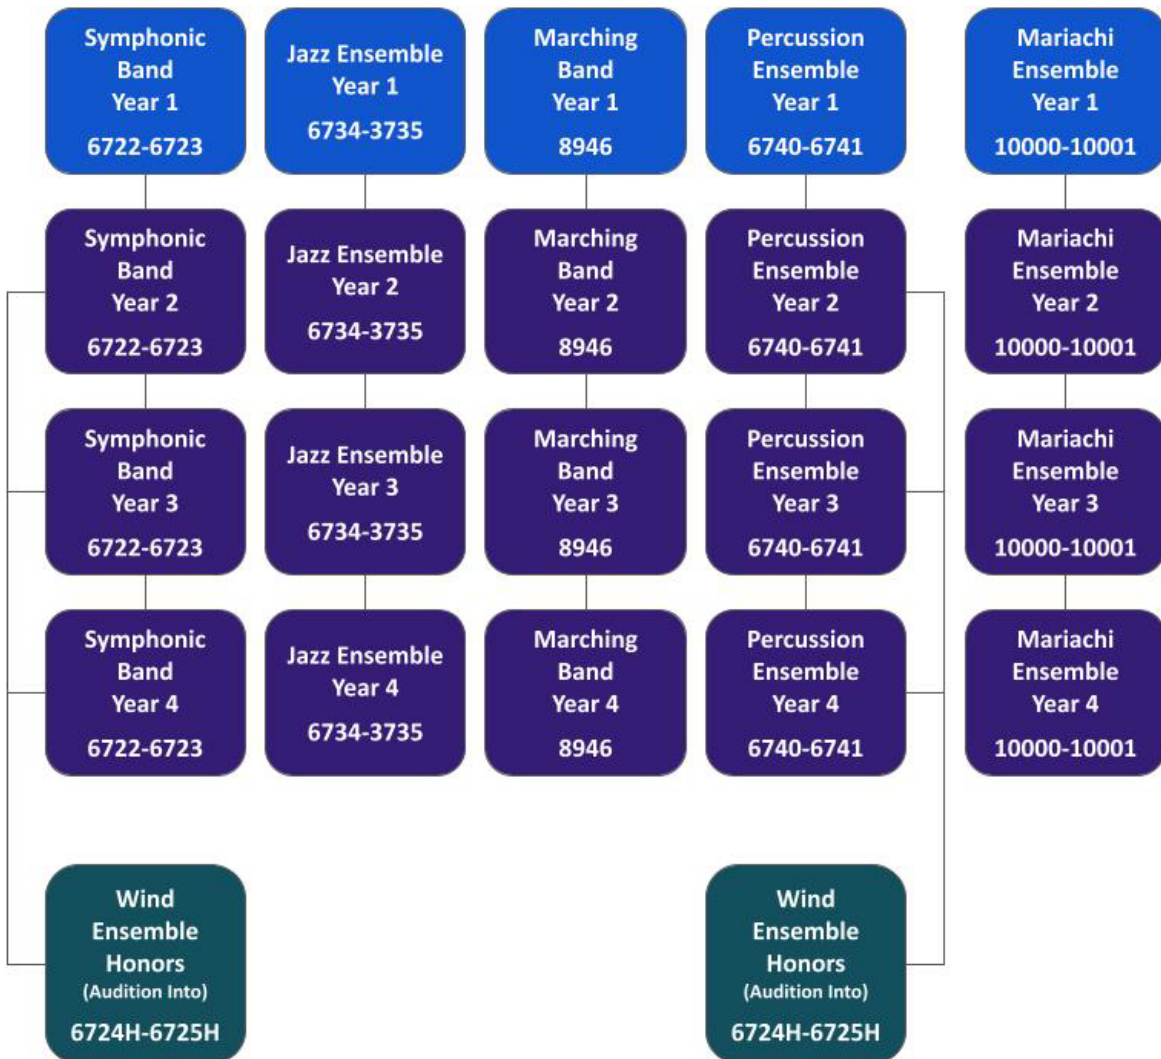 Symphonic
Band
Year 1
6722-6723
Jazz Ensemble
Year 1
6734-3735
Marching
Band
Year 1
8946
Percussion
Ensemble
Year 1
6740-6741
Mariachi
Ensemble
Year 1
10000-10001
Symphonic
Band
Year 2
6722-6723
Jazz Ensemble
Year 2
6734-3735
Marching
Band
Year 2
8946
Percussion
Ensemble
Year 2
6740-6741
Mariachi
Ensemble
Year 2
10000-10001
Symphonic
Band
Year 3
6722-6723
Jazz Ensemble
Year 3
6734-3735
Marching
Band
Year 3
8946
Percussion
Ensemble
Year 3
6740-6741
Mariachi
Ensemble
Year 3
10000-10001
Symphonic
Band
Year 4
6722-6723
Jazz Ensemble
Year 4
6734-3735
Marching
Band
Year 4
8946
Percussion
Ensemble
Year 4
6740-6741
Mariachi
Ensemble
Year 4
10000-10001
Wind
Ensemble
Honors
(Audition Into)
6724H-6725H
Wind
Ensemble
Honors
(Audition Into)
6724H-6725H